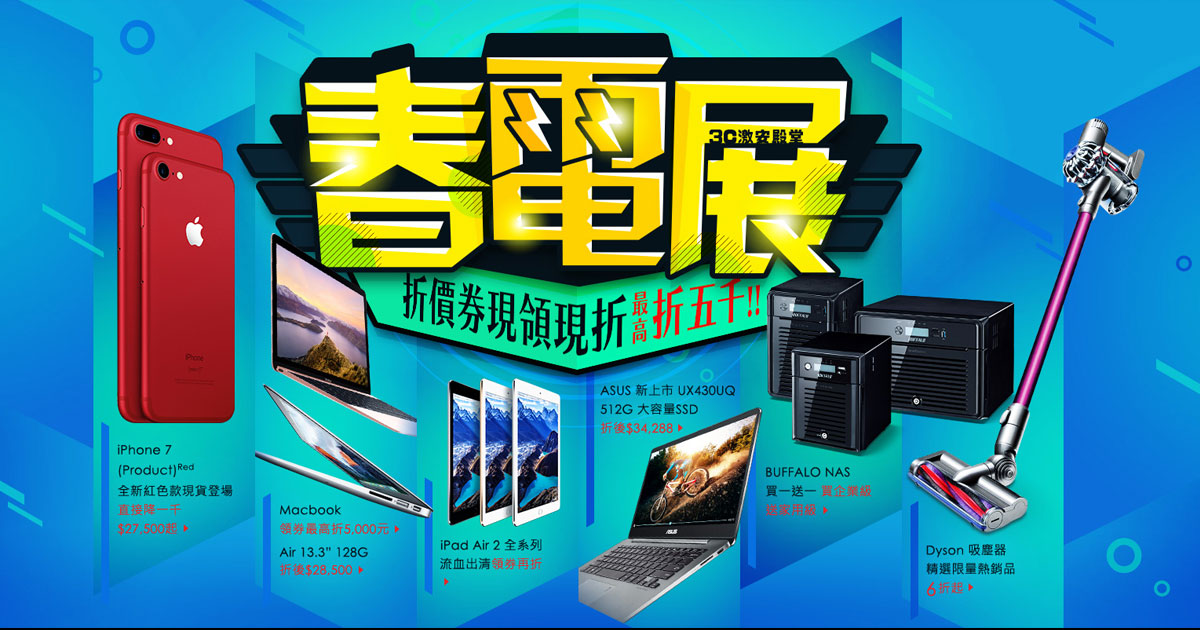 春電展
3C激安殿堂
折價券現領現折最高折五千!!
iPhone 7
(Product)Red
全新紅色款現貨登場
直接降一千
$27,500起
Macbook
領券最高折5,000元
Air 13.3" 128G
折後$28,500
iPad Air 2 全系列
流血出清領券再折
ASUS 新上市 UX430UQ
512G 大容量SSD
折後$34,288
BUFFALO NAS
買一送一 買企業級
送家用級
Dyson 吸塵器
精選限量熱銷品
6折起
iPhone
ASUS
BUFFALO
BUFFALO
BUFFALO